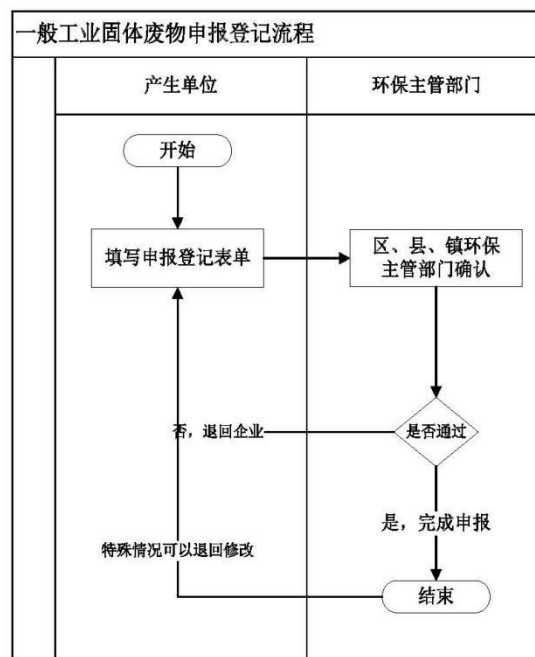 一般工业固体废物申报登记流程
产生单位
环保主管部门
开始
填写申报登记表单
区、县、镇环保
主管部门确认
是否通过
否，退回企业
是，完成申报
特殊情况可以退回修改
结束